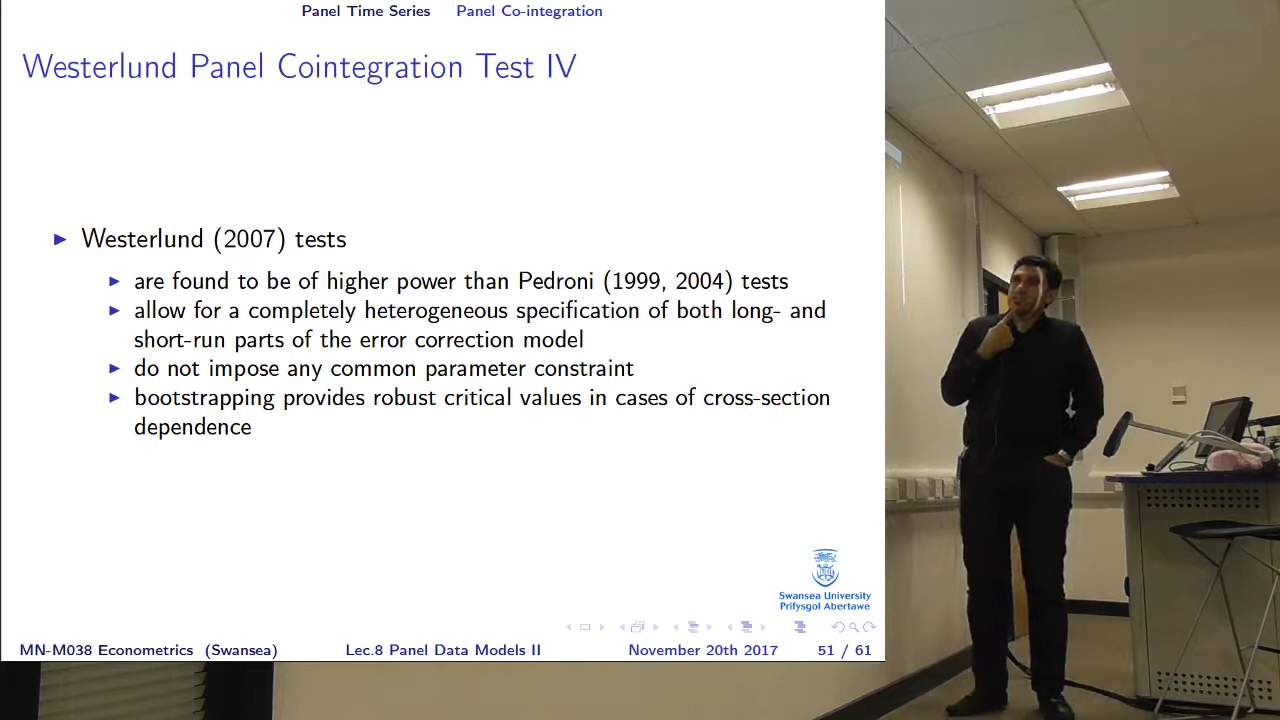 Panel Time Series Panel Co-integration
Westerlund Panel Cointegration Test IV
Westerlund (2007) tests
are found to be of higher power than Pedroni (1999, 2004) tests
allow for a completely heterogeneous specification of both long- and
short-run parts of the error correction model
do not impose any common parameter constraint
bootstrapping provides robust critical values in cases of cross-section
dependence
Swansea University
Prifysgol Abertawe
MN-M038 Econometrics (Swansea) Lec.8 Panel Data Models II November 20th 2017 51 / 61